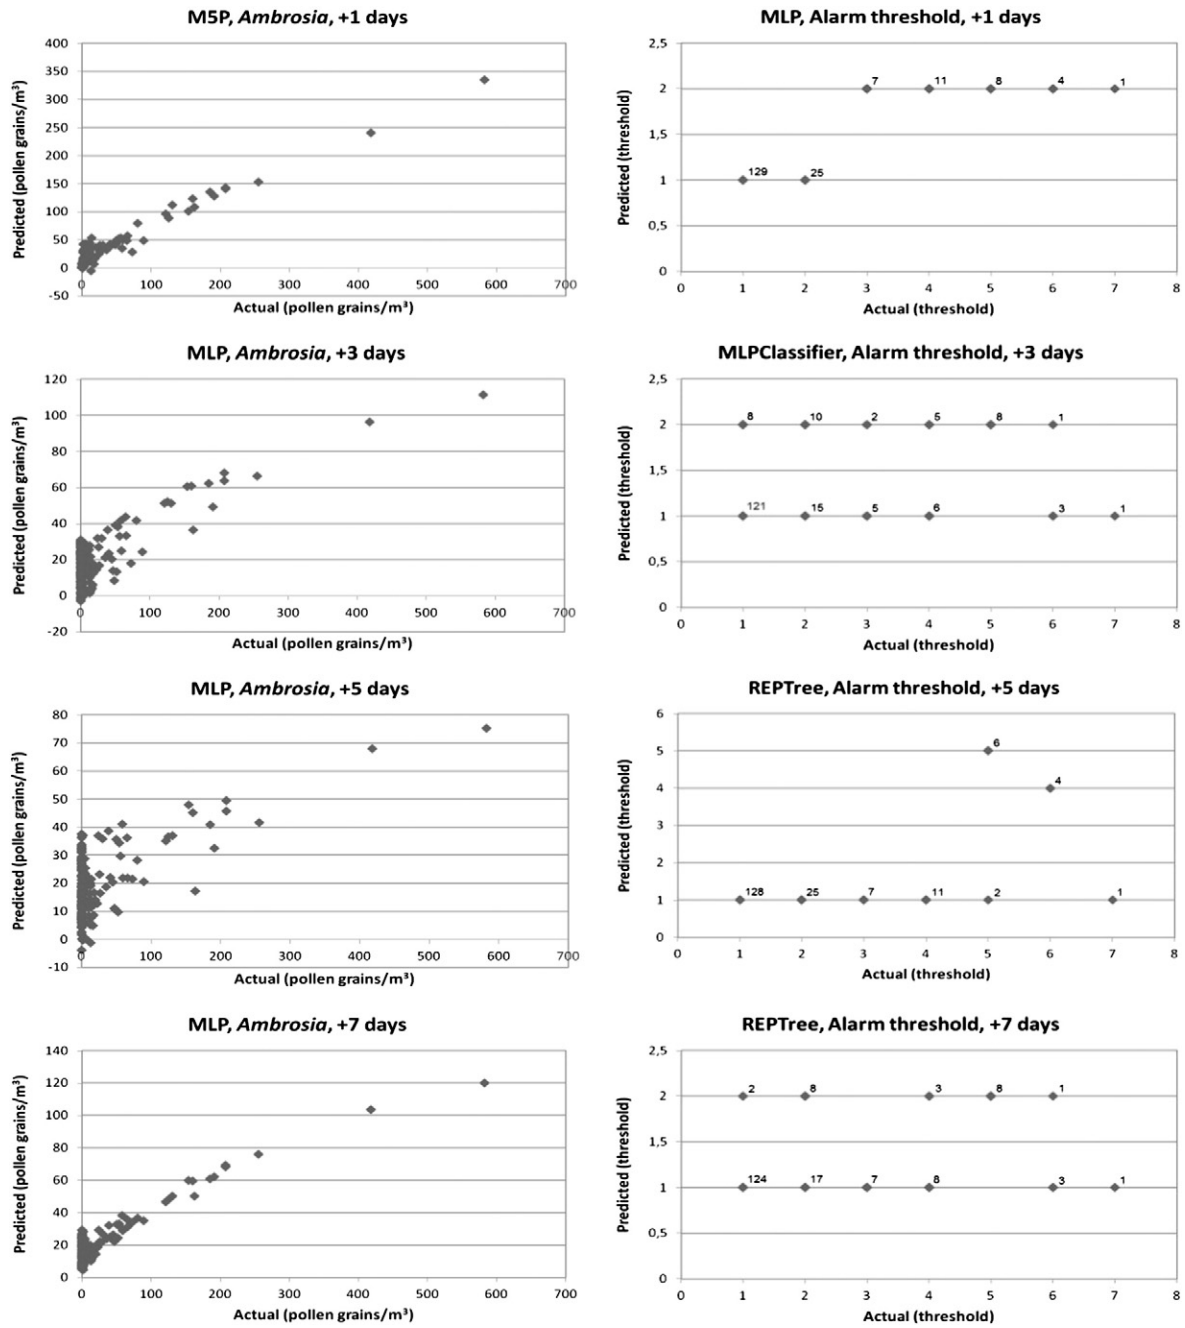 M5P, Ambrosia, +1 days
400
350
300
250
200
150
100
50
0
-50
0 100 200 300 400 500 600 700
Predicted (pollen grains/m³)
Actual (pollen grains/m³)
MLP, Alarm threshold, +1 days
2,5
2
1,5
1
0,5
0
7 11 8 4 1
129 25
0 1 2 3 4 5 6 7 8
Predicted (threshold)
Actual (threshold)
MLP, Ambrosia, +3 days
120
100
80
60
40
20
0
-20
0 100 200 300 400 500 600 700
Predicted (pollen grains/m³)
Actual (pollen grains/m³)
MLPClassifier, Alarm threshold, +3 days
2,5
2
1,5
1
0,5
0
8 10 2 5 8 1
121 15 5 6 3 1
0 1 2 3 4 5 6 7 8
Predicted (threshold)
Actual (threshold)
MLP, Ambrosia, +5 days
80
70
60
50
40
30
20
10
0
-10
0 100 200 300 400 500 600 700
Predicted (pollen grains/m³)
Actual (pollen grains/m³)
REPTree, Alarm threshold, +5 days
6
5
4
3
2
1
0
6
4
128 25 7 11 2 1
0 1 2 3 4 5 6 7 8
Predicted (threshold)
Actual (threshold)
MLP, Ambrosia, +7 days
140
120
100
80
60
40
20
0
0 100 200 300 400 500 600 700
Predicted (pollen grains/m³)
Actual (pollen grains/m³)
REPTree, Alarm threshold, +7 days
2,5
2
1,5
1
0,5
0
2 8 3 8 1
124 17 7 8 3 1
0 1 2 3 4 5 6 7 8
Predicted (threshold)
Actual (threshold)